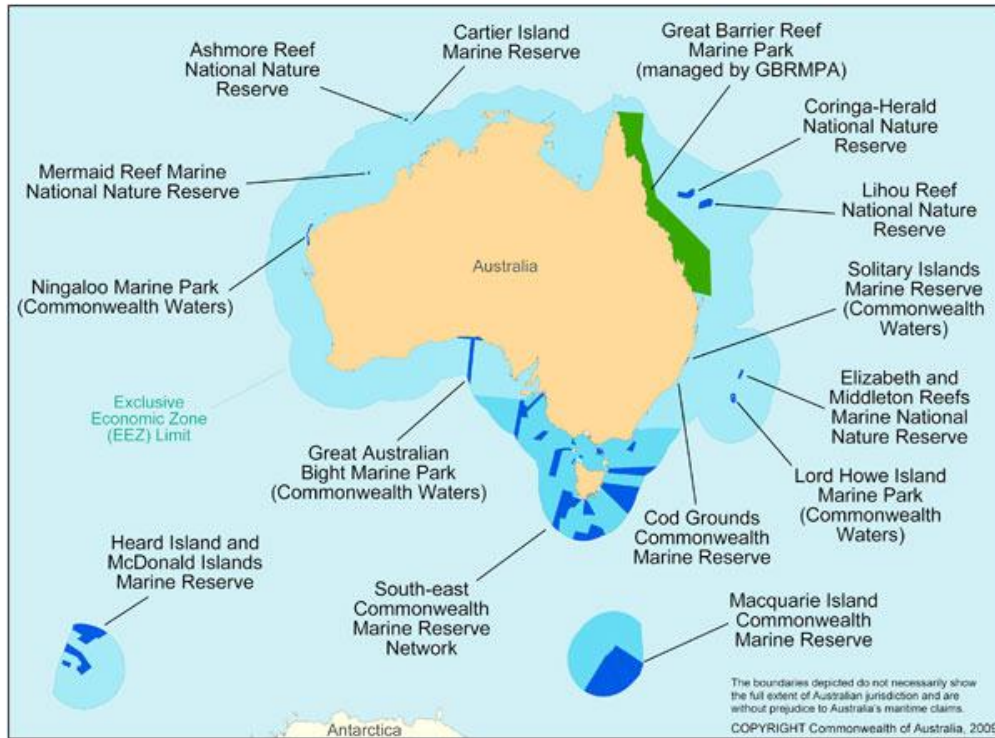 Cartier Island
Marine Reserve
Great Barrier Reef
Marine Park
(managed by GBRMPA)
Ashmore Reef
National Nature
Reserve
Coringa-Herald
National Nature
Reserve
Mermaid Reef Marine
National Nature Reserve
Lihou Reef
National Nature
Reserve
Australia
Ningaloo Marine Park
(Commonwealth Waters)
Solitary Islands
Marine Reserve
(Commonwealth
Waters)
Exclusive
Economic Zone
(EEZ) Limit
Elizabeth and
Middleton Reefs
Marine National
Nature Reserve
Great Australian
Bight Marine Park
(Commonwealth Waters)
Lord Howe Island
Marine Park
(Commonwealth
Waters)
Cod Grounds
Commonwealth
Marine Reserve
Heard Island and
McDonald Islands
Marine Reserve
South-east
Commonwealth
Marine Reserve
Network
Macquarie Island
Commonwealth
Marine Reserve
The boundaries depicted do not necessarily show
the full extent of Australian jurisdiction and are
without prejudice to Australia's maritime claims.
COPYRIGHT Commonwealth of Australia, 2009
Antarctica